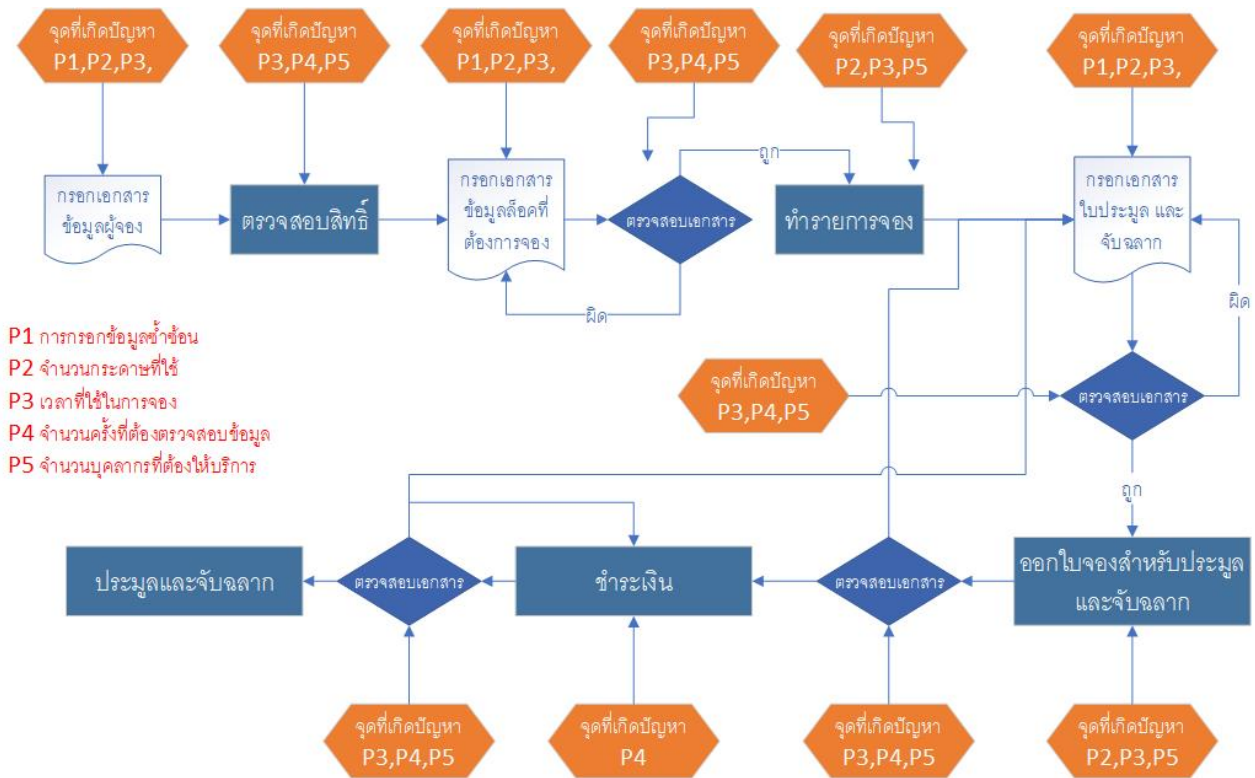 จุดที่เกิดปัญหา
P1,P2,P3,
จุดที่เกิดปัญหา
P3,P4,P5
จุดที่เกิดปัญหา
P1,P2,P3,
จุดที่เกิดปัญหา
P3,P4,P5
จุดที่เกิดปัญหา
P2,P3,P5
จุดที่เกิดปัญหา
P1,P2,P3,
กรอกเอกสาร
ข้อมูลผู้จอง
ตรวจสอบสิทธิ์
กรอกเอกสาร
ข้อมูลล็อคที่
ต้องการจอง
ตรวจสอบเอกสาร
ถูก
ผิด
ทำรายการจอง
กรอกเอกสาร
ใบประมูล และ
จับฉลาก
ผิด
P1 การกรอกข้อมูลซ้ำซ้อน
P2 จำนวนกระดาษที่ใช้
P3 เวลาที่ใช้ในการจอง
P4 จำนวนครั้งที่ต้องตรวจสอบข้อมูล
P5 จำนวนบุคลากรที่ต้องให้บริการ
จุดที่เกิดปัญหา
P3,P4,P5
ตรวจสอบเอกสาร
ถูก
ประมูลและจับฉลาก
ตรวจสอบเอกสาร
ชำระเงิน
ตรวจสอบเอกสาร
ออกใบจองสำหรับประมูล
และจับฉลาก
จุดที่เกิดปัญหา
P3,P4,P5
จุดที่เกิดปัญหา
P4
จุดที่เกิดปัญหา
P3,P4,P5
จุดที่เกิดปัญหา
P2,P3,P5